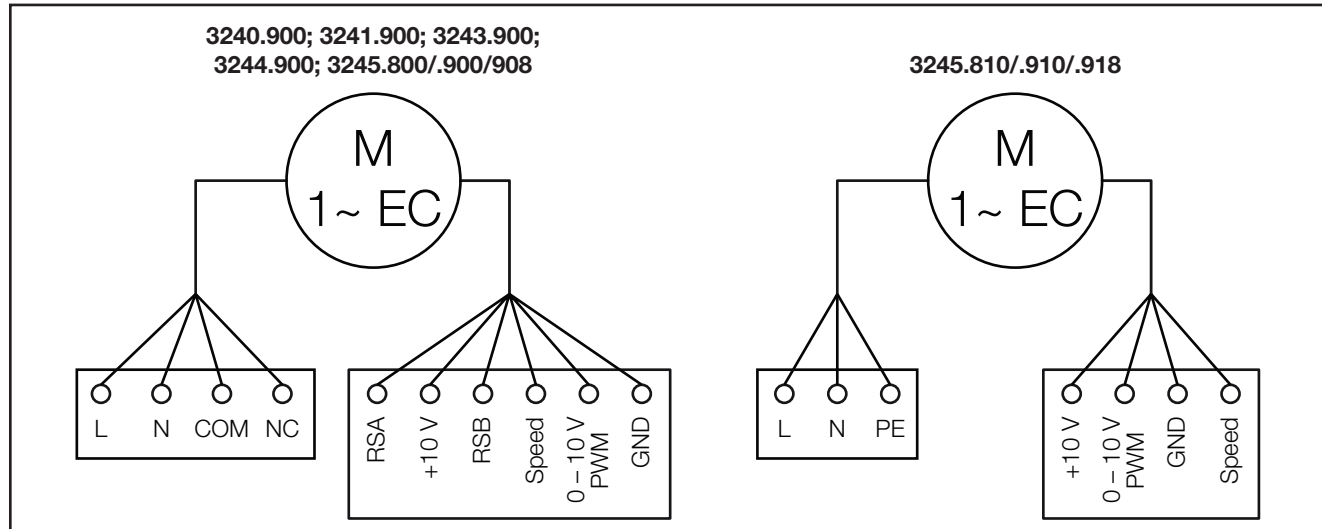 3240.900; 3241.900; 3243.900;
3244.900; 3245.800/.900/908
M
1~ EC
L
N
COM
NC
RSA
+10 V
RSB
Speed
0 – 10 V
PWM
GND
3245.810/.910/.918
M
1~ EC
L
N
PE
+10 V
0 – 10 V
PWM
GND
Speed